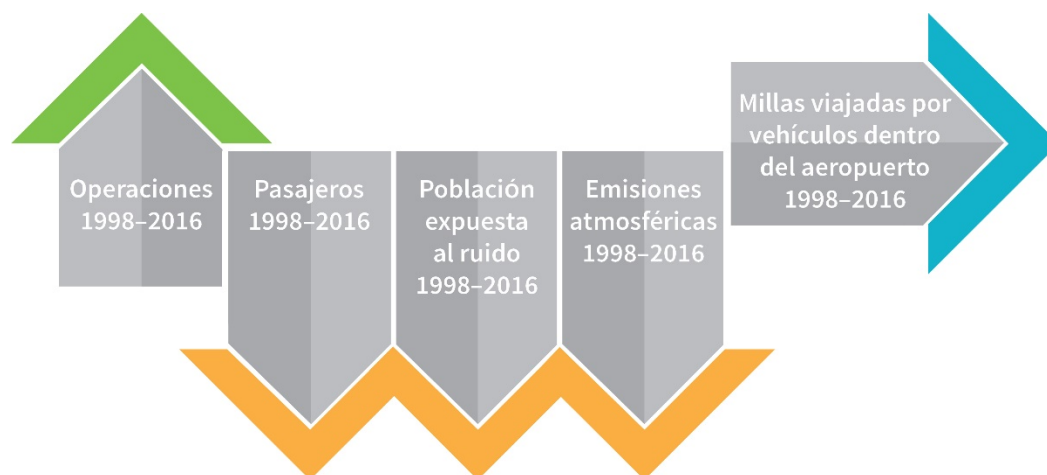 Operaciones
1998–2016
Pasajeros
1998–2016
Población
expuesta
al ruido
1998–2016
Emisiones
atmosféricas
1998–2016
Millas viajadas por
vehículos dentro
del aeropuerto
1998–2016